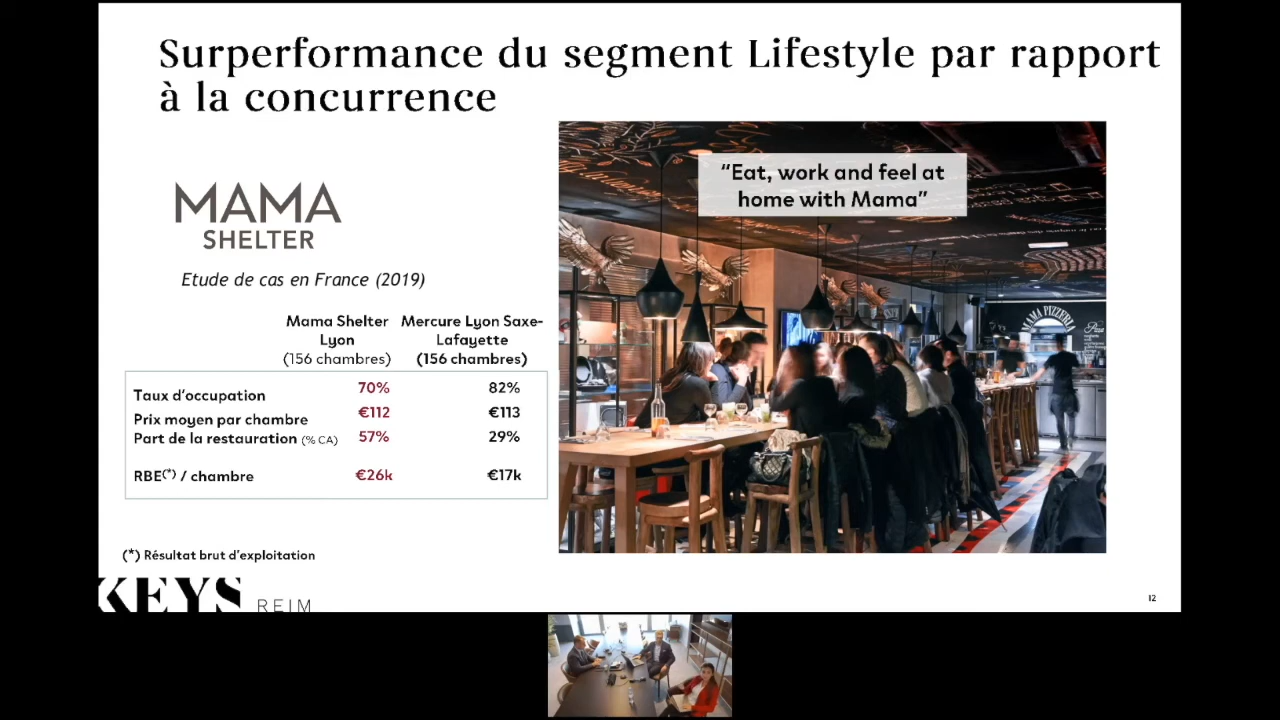 Surperformance du segment Lifestyle par rapport
à la concurrence
MAMA
SHELTER
Etude de cas en France (2019)
Mama Shelter
Lyon
(156 chambres)
Mercure Lyon Saxe-
Lafayette
(156 chambres)
Taux d'occupation 70% 82%
Prix moyen par chambre €112 €113
Part de la restauration (% CA) 57% 29%
RBE(*) / chambre €26k €17k
(*) Résultat brut d'exploitation
KEYS REIM
“Eat, work and feel at
home with Mama”
MAMA PIZZERIA
12